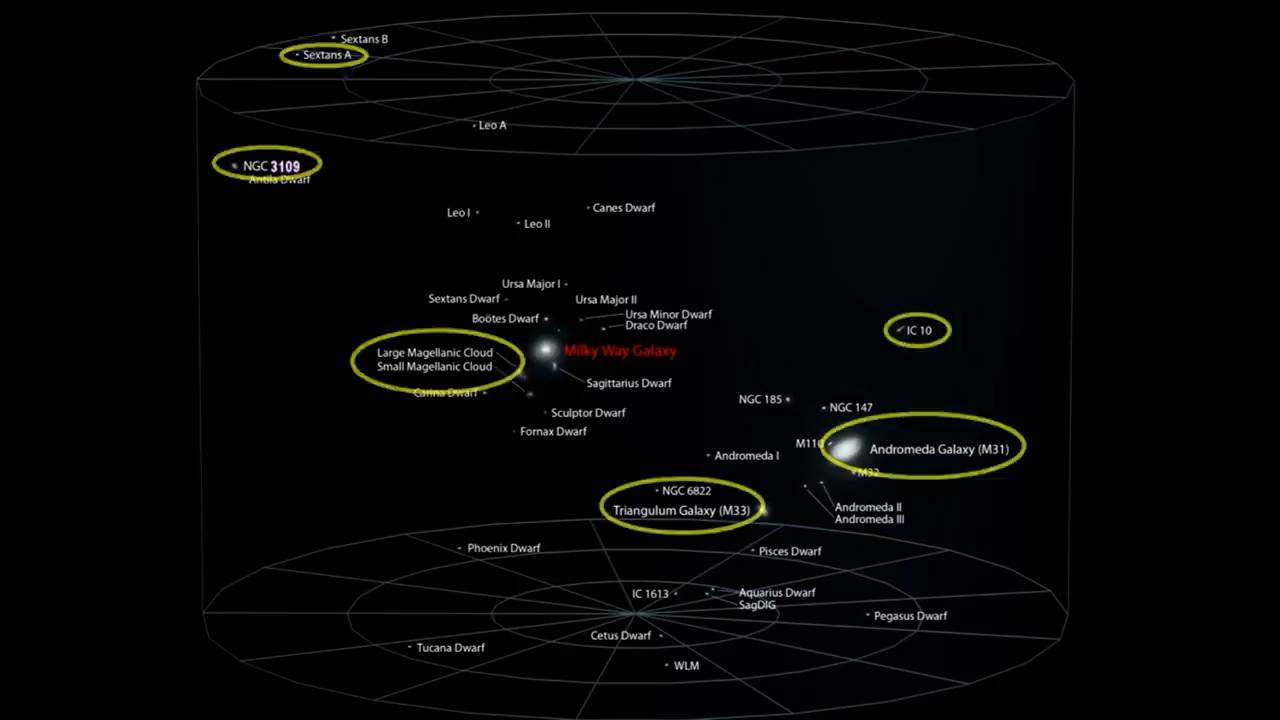 Sextans B
Sextans A
Leo A
NGC 3109
Antlia Dwarf
Canes Dwarf
Leo I
Leo II
Ursa Major I
Sextans Dwarf
Ursa Major II
Ursa Minor Dwarf
Boötes Dwarf
Draco Dwarf
IC 10
Large Magellanic Cloud
Milky Way Galaxy
Small Magellanic Cloud
Sagittarius Dwarf
Carina Dwarf
NGC 185
NGC 147
Sculptor Dwarf
Fornax Dwarf
M110
Andromeda Galaxy (M31)
Andromeda I
M32
NGC 6822
Triangulum Galaxy (M33)
Andromeda II
Andromeda III
Phoenix Dwarf
Pisces Dwarf
IC 1613
Aquarius Dwarf
SagDIG
Pegasus Dwarf
Cetus Dwarf
Tucana Dwarf
WLM